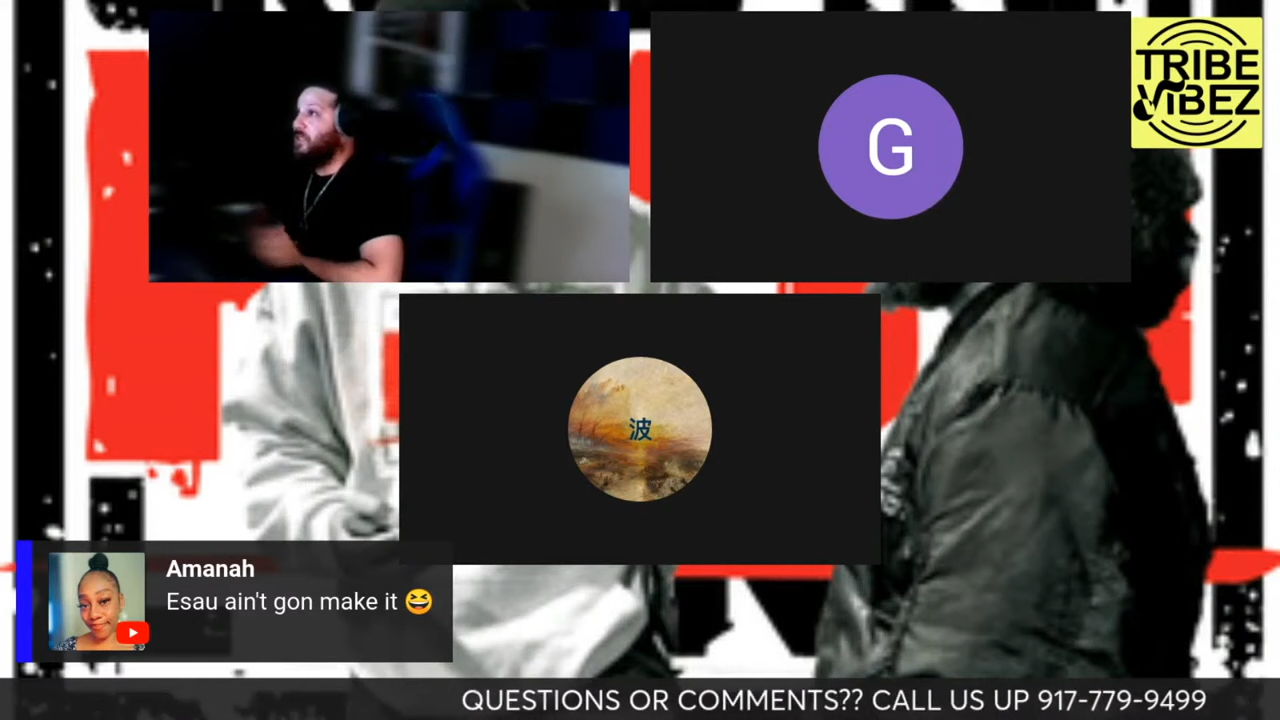 TRIBE
VIBEZ
G
波
Amanah
Esau ain't gon make it 😆
QUESTIONS OR COMMENTS?? CALL US UP 917-779-9499